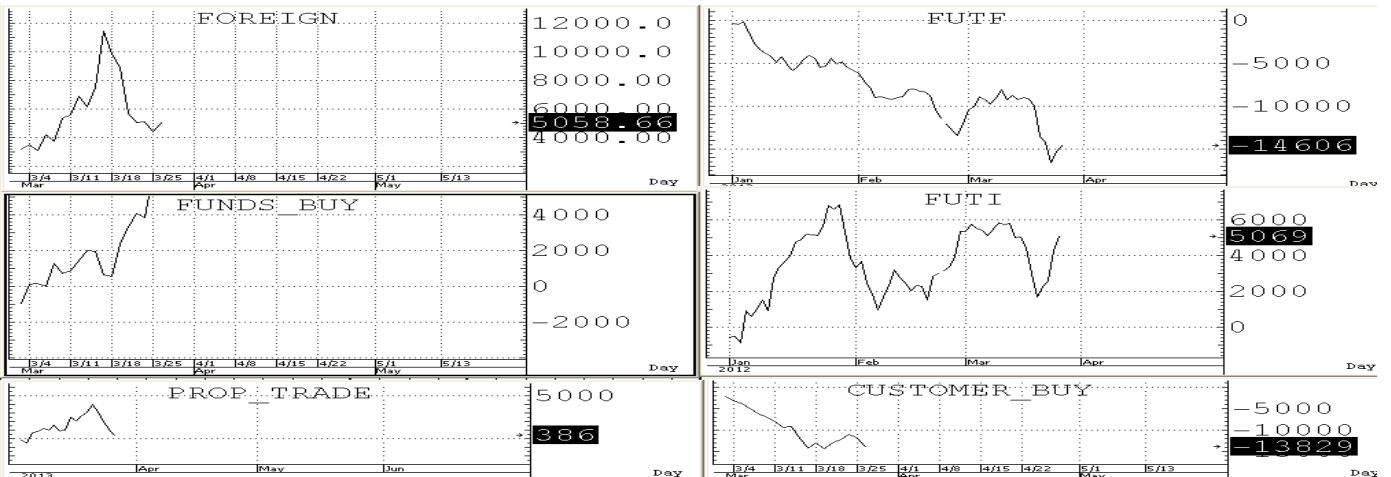 FOREIGN
12000.0
10000.0
8000.00
6000.00
5058.66
4000.00
3/4 3/11 3/18 3/25 4/1 4/8 4/15 4/22 5/1 5/13
Mar Apr May
Day
FUTF
0
-5000
-10000
-14606
Jan Feb Mar Apr
Day
FUNDS_BUY
4000
2000
0
-2000
3/4 3/11 3/18 3/25 4/1 4/8 4/15 4/22 5/1 5/13
Mar Apr May
Day
FUTI
6000
5069
4000
2000
0
Jan Feb Mar Apr
2012
Day
PROP_TRADE
5000
386
Apr May Jun
2013
Day
CUSTOMER_BUY
-5000
-10000
-13829
3/4 3/11 3/18 3/25 4/1 4/8 4/15 4/22 5/1 5/13
Mar Apr May
Day